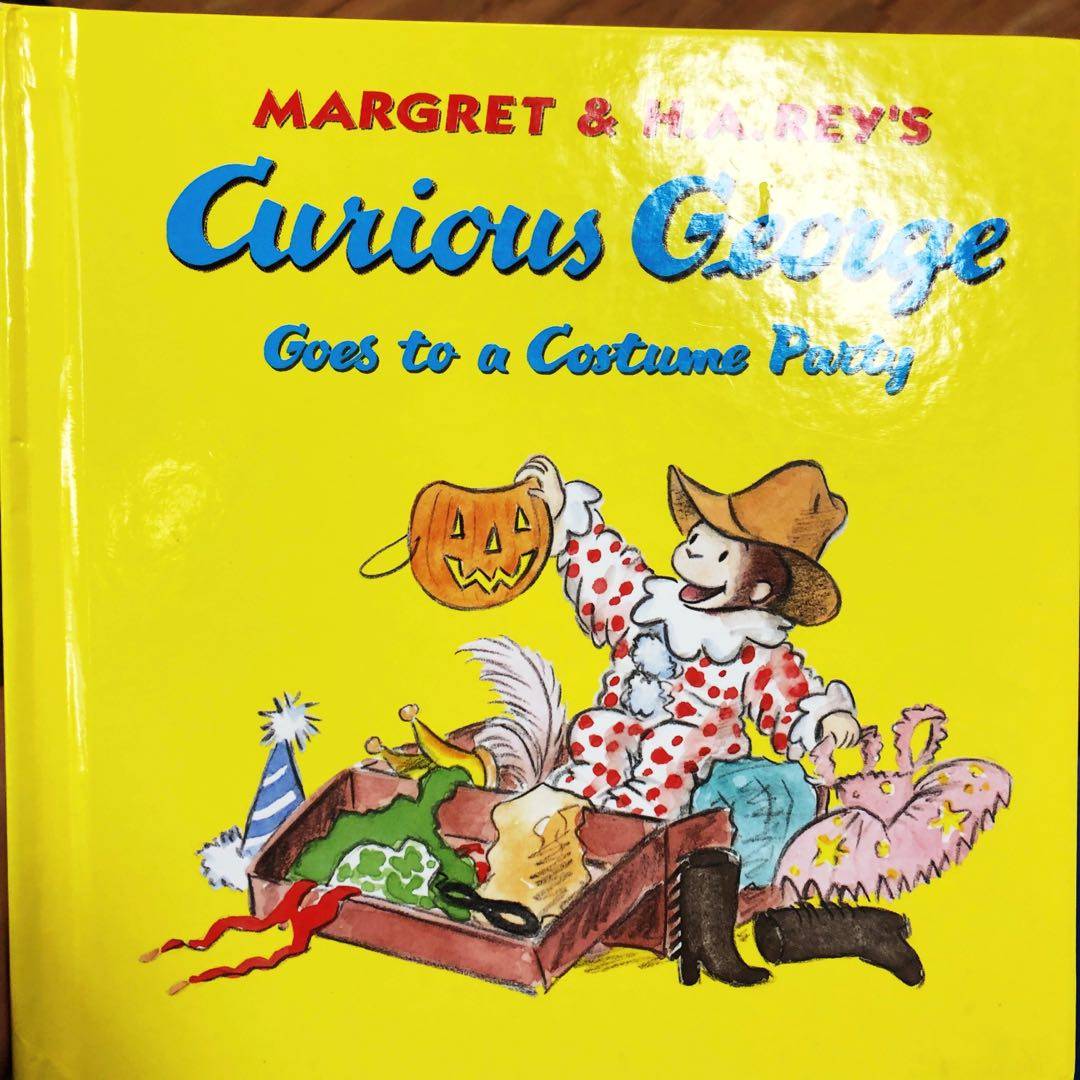 MARGRET & H.A.REY'S
Curious George
Goes to a Costume Party